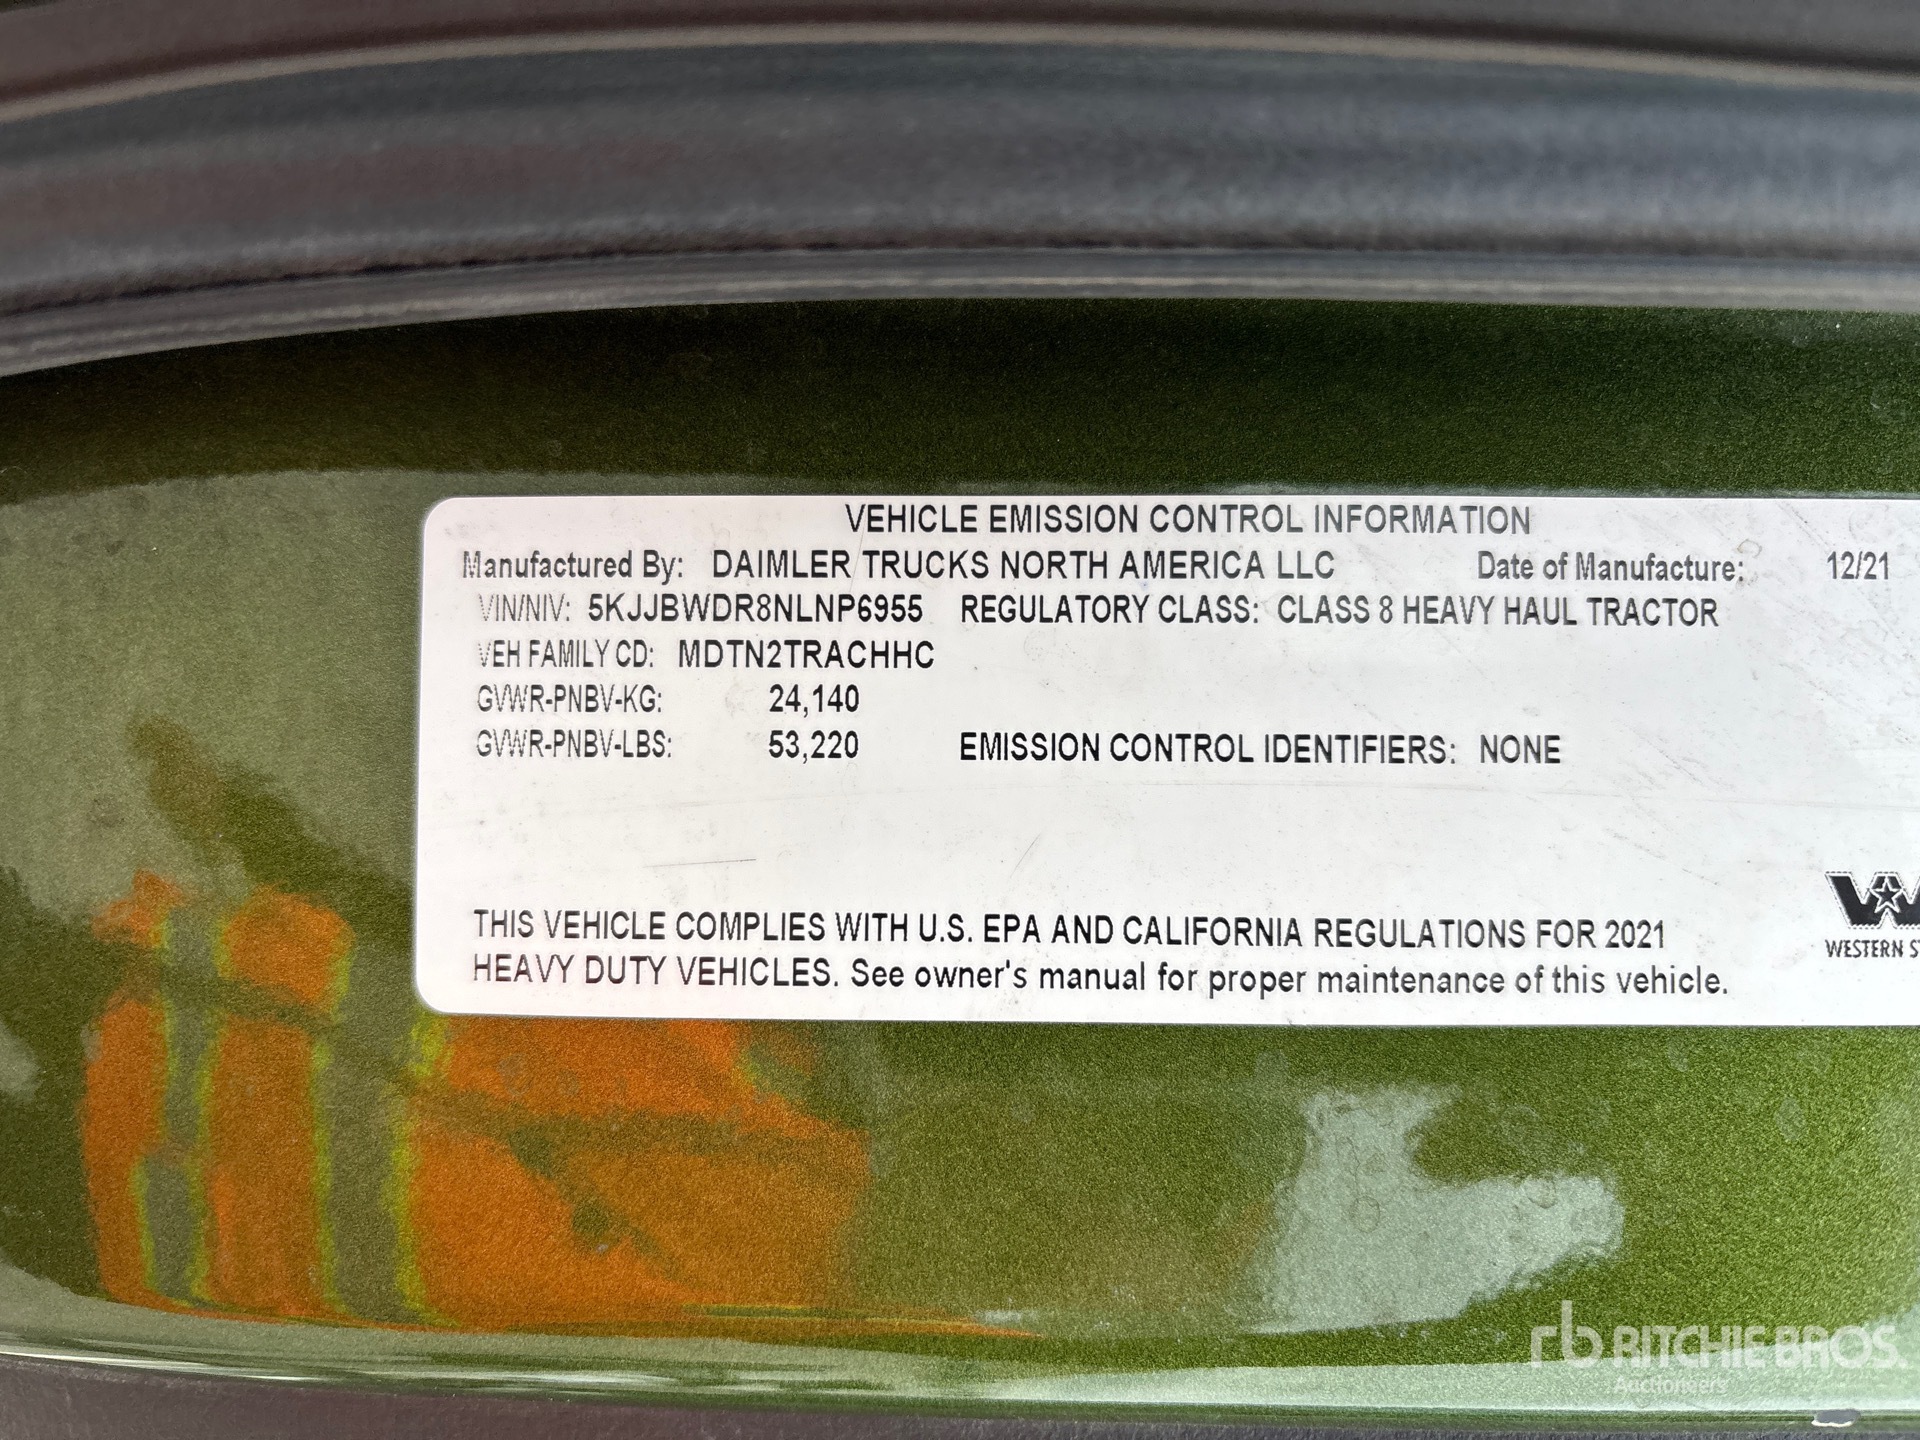 VEHICLE EMISSION CONTROL INFORMATION
Manufactured By: DAIMLER TRUCKS NORTH AMERICA LLC Date of Manufacture: 12/21
VIN/NIV: 5KJJBWDR8NLNP6955 REGULATORY CLASS: CLASS 8 HEAVY HAUL TRACTOR
VEH FAMILY CD: MDTN2TRACHHC
GVWR-PNBV-KG: 24,140
GVWR-PNBV-LBS: 53,220 EMISSION CONTROL IDENTIFIERS: NONE
THIS VEHICLE COMPLIES WITH U.S. EPA AND CALIFORNIA REGULATIONS FOR 2021
HEAVY DUTY VEHICLES. See owner's manual for proper maintenance of this vehicle.
WESTERN ST
rb RITCHIE BROS.
Auctioneers